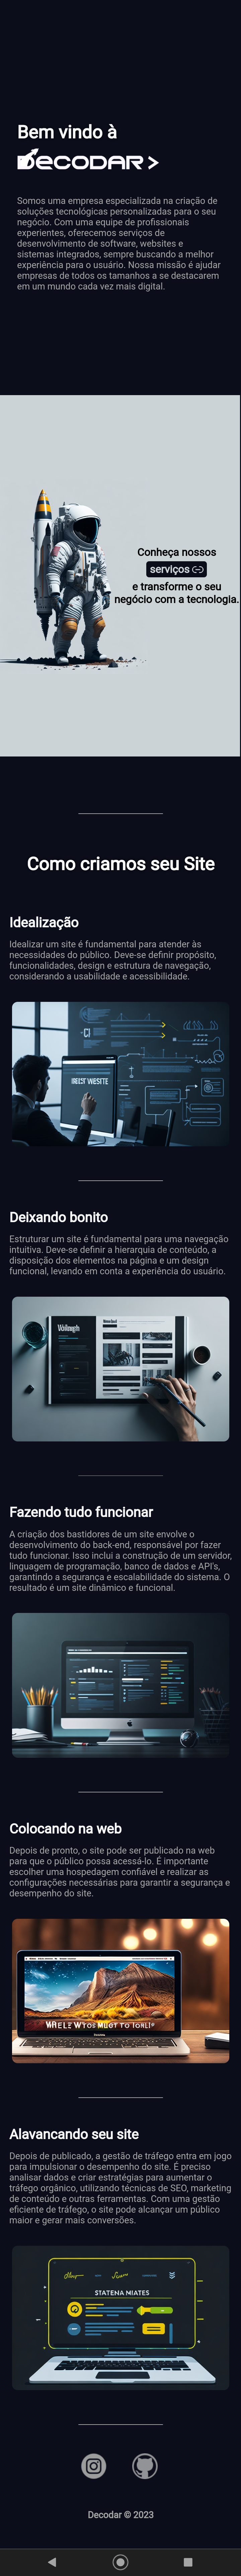 Bem vindo à
DECODAR >
Somos uma empresa especializada na criação de
soluções tecnológicas personalizadas para o seu
negócio. Com uma equipe de profissionais
experientes, oferecemos serviços de
desenvolvimento de software, websites e
sistemas integrados, sempre buscando a melhor
experiência para o usuário. Nossa missão é ajudar
empresas de todos os tamanhos a se destacarem
em um mundo cada vez mais digital.
Conheça nossos
serviços
e transforme o seu
negócio com a tecnologia.
Como criamos seu Site
Idealização
Idealizar um site é fundamental para atender às
necessidades do público. Deve-se definir propósito,
funcionalidades, design e estrutura de navegação,
considerando a usabilidade e acessibilidade.
Deixando bonito
Estruturar um site é fundamental para uma navegação
intuitiva. Deve-se definir a hierarquia de conteúdo, a
disposição dos elementos na página e um design
funcional, levando em conta a experiência do usuário.
Fazendo tudo funcionar
A criação dos bastidores de um site envolve o
desenvolvimento do back-end, responsável por fazer
tudo funcionar. Isso inclui a construção de um servidor,
linguagem de programação, banco de dados e API's,
garantindo a segurança e escalabilidade do sistema. O
resultado é um site dinâmico e funcional.
Colocando na web
Depois de pronto, o site pode ser publicado na web
para que o público possa acessá-lo. É importante
escolher uma hospedagem confiável e realizar as
configurações necessárias para garantir a segurança e
desempenho do site.
Alavancando seu site
Depois de publicado, a gestão de tráfego entra em jogo
para impulsionar o desempenho do site. É preciso
analisar dados e criar estratégias para aumentar o
tráfego orgânico, utilizando técnicas de SEO, marketing
de conteúdo e outras ferramentas. Com uma gestão
eficiente de tráfego, o site pode alcançar um público
maior e gerar mais conversões.
STATENA MIATES
Decodar © 2023